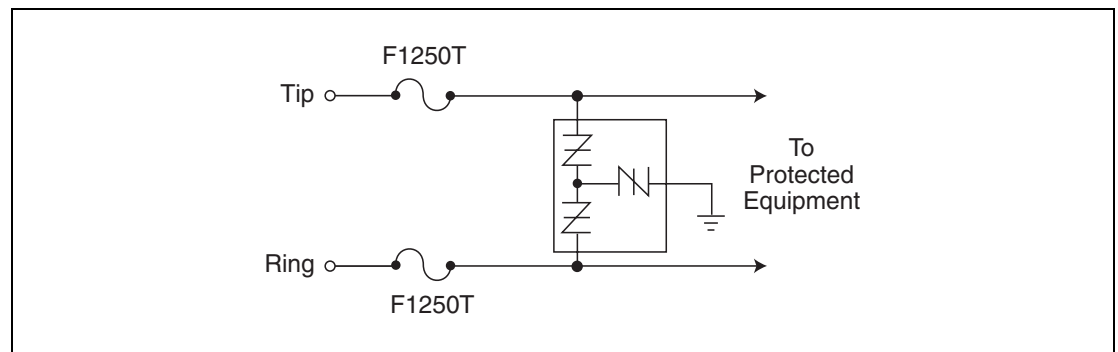 F1250T
Tip
To
Protected
Equipment
Ring
F1250T